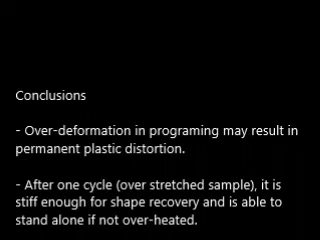 Conclusions
- Over-deformation in programing may result in
permanent plastic distortion.
- After one cycle (over stretched sample), it is
stiff enough for shape recovery and is able to
stand alone if not over-heated.